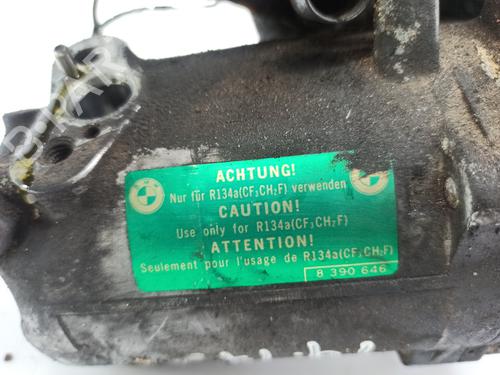 ACHTUNG!
Nur für R134a(CF₃CH₂F) verwenden
CAUTION!
Use only for R134a(CF₃CH₂F)
ATTENTION!
Seulement pour l'usage de R134a(CF₃CH₂F)
8 390 646